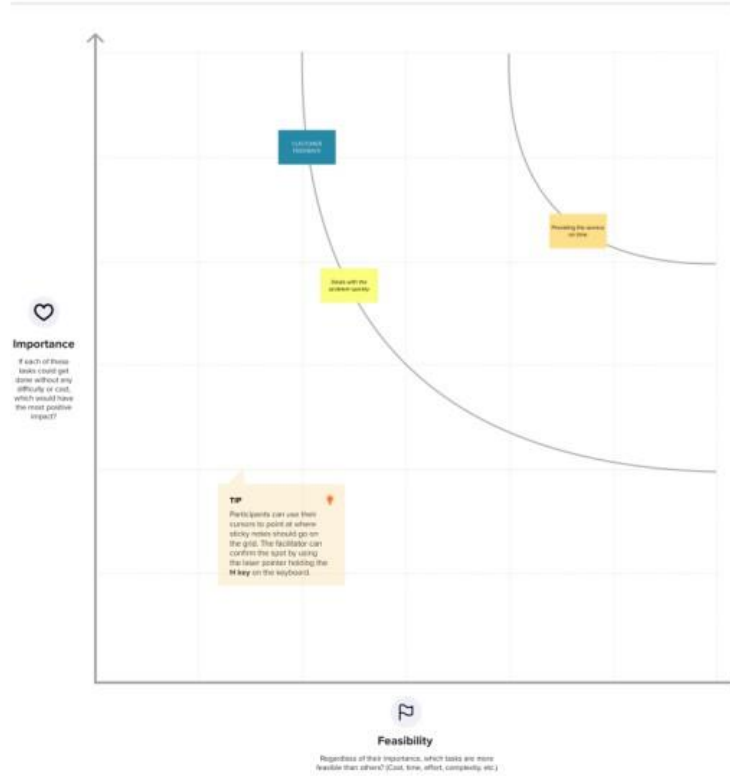 CUSTOMER
FEEDBACK
Providing the service
on time
Deals with the
problem quickly
Importance
If each of these
tasks could get
done without any
difficulty or cost,
which would have
the most positive
impact?
TIP
Participants can use their
cursors to point at where
sticky notes should go on
the grid. The facilitator can
confirm the spot by using
the laser pointer holding the
H key on the keyboard.
Feasibility
Regardless of their importance, which tasks are more
feasible than others? (Cost, time, effort, complexity, etc.)